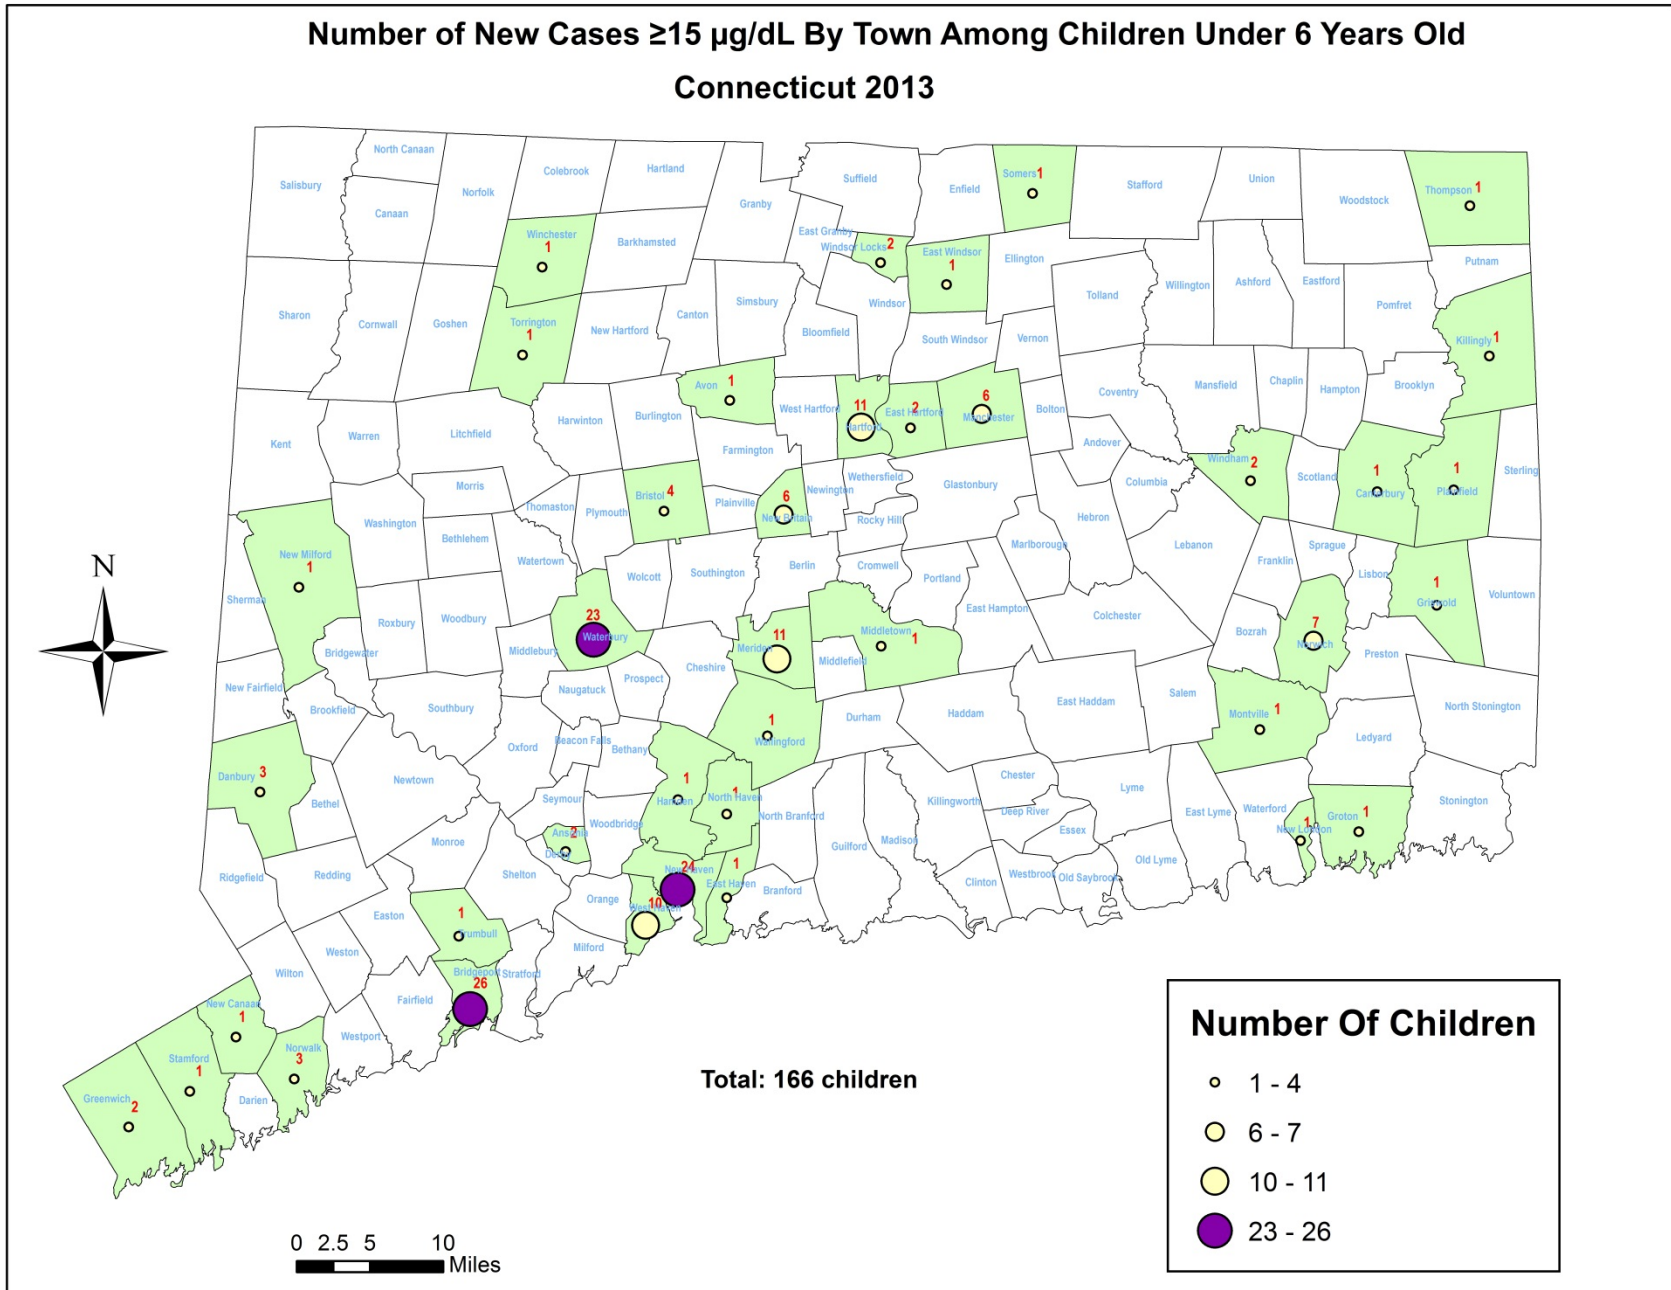 Number of New Cases ≥15 µg/dL By Town Among Children Under 6 Years Old
Connecticut 2013
North Canaan
Salisbury
Canaan
Norfolk
Colebrook
Hartland
Granby
Suffield
Enfield
Somers 1
Stafford
Union
Woodstock
Thompson 1
Winchester
1
Barkhamsted
East Granby
Windsor Locks 2
East Windsor
1
Ellington
Putnam
Sharon
Cornwall
Goshen
Torrington
1
New Hartford
Canton
Simsbury
Bloomfield
Windsor
South Windsor
Vernon
Tolland
Willington
Ashford
Eastford
Pomfret
Killingly 1
Kent
Warren
Litchfield
Harwinton
Burlington
Avon 1
Farmington
West Hartford
11
Hartford
2
East Hartford
6
Manchester
Bolton
Coventry
Andover
Mansfield
Chaplin
Hampton
Brooklyn
Morris
Thomaston
Plymouth
Bristol 4
Plainville
6
New Britain
Newington
Wethersfield
Rocky Hill
Glastonbury
Hebron
Columbia
Windham 2
Scotland
1
Canterbury
1
Plainfield
Sterling
Washington
Bethlehem
Watertown
Wolcott
Southington
Berlin
Cromwell
Portland
Marlborough
East Hampton
Lebanon
Franklin
Sprague
Lisbon
1
Griswold
Voluntown
New Milford
1
Sherman
Roxbury
Woodbury
Bridgewater
Middlebury
23
Waterbury
Cheshire
11
Meriden
Middletown 1
Middlefield
Colchester
Bozrah
7
Norwich
Preston
New Fairfield
Brookfield
Southbury
Naugatuck
Prospect
1
Wallingford
Durham
Haddam
East Haddam
Salem
Montville 1
Ledyard
North Stonington
Danbury 3
Bethel
Newtown
Oxford
Beacon Falls
Bethany
1
Hamden
1
North Haven
North Branford
Guilford
Madison
Killingworth
Chester
Deep River
Essex
Lyme
East Lyme
Waterford
1
New London
Groton 1
Stonington
Seymour
Woodbridge
Ansonia
2
Derby
Monroe
Shelton
Ridgefield
Redding
Easton
Orange
24
New Haven
10
West Haven
1
East Haven
Branford
Clinton
Westbrook
Old Saybrook
Old Lyme
Milford
1
Trumbull
Weston
Wilton
Fairfield
Bridgeport
26
Stratford
New Canaan
1
Norwalk
3
Westport
Stamford
1
Darien
Greenwich 2
N
Total: 166 children
0 2.5 5 10
Miles
Number Of Children
1 - 4
6 - 7
10 - 11
23 - 26